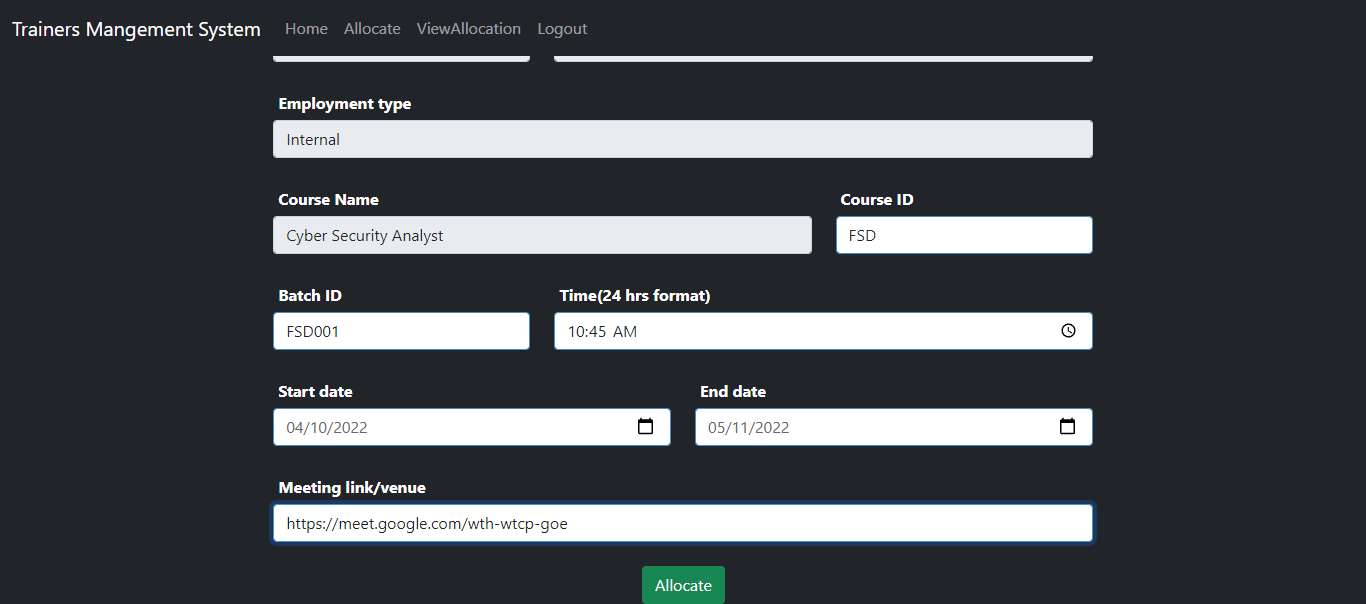 Trainers Mangement System Home Allocate ViewAllocation Logout
Employment type
Internal
Course Name Course ID
Cyber Security Analyst FSD
Batch ID Time(24 hrs format)
FSD001 10:45 AM
Start date End date
04/10/2022 05/11/2022
Meeting link/venue
https://meet.google.com/wth-wtcp-goe
Allocate